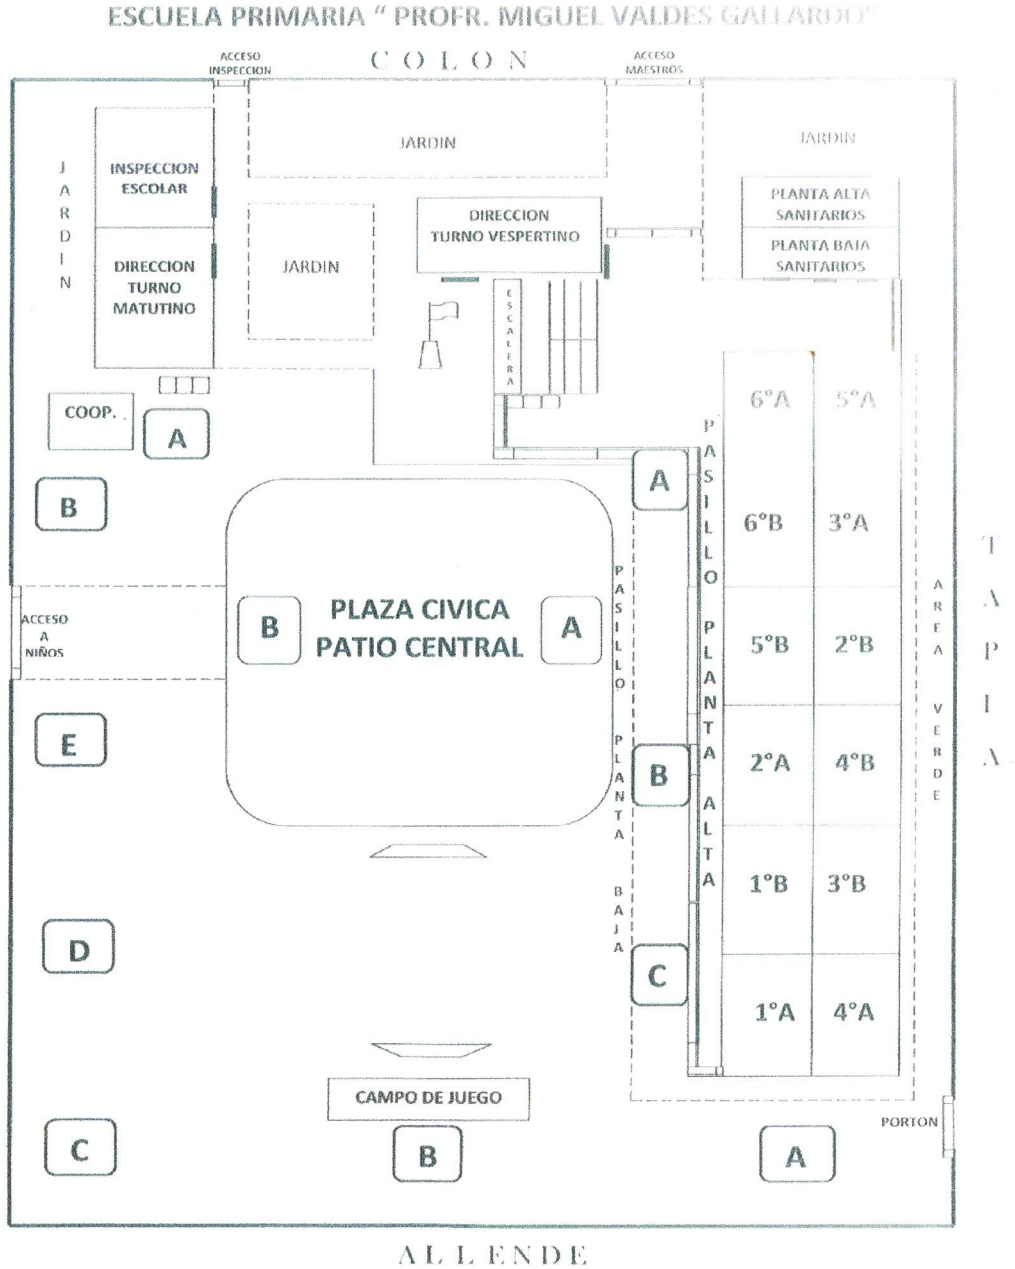 ESCUELA PRIMARIA “ PROFR. MIGUEL VALDES GALLARDO”
COLON
ACCESO
INSPECCION
ACCESO
MAESTROS
JARDIN
INSPECCION
ESCOLAR
JARDIN
JARDIN
PLANTA ALTA
SANITARIOS
PLANTA BAJA
SANITARIOS
DIRECCION
TURNO VESPERTINO
DIRECCION
TURNO
MATUTINO
JARDIN
ESCALERA
COOP.
A
B
A
6°A
5°A
6°B
3°A
5°B
2°B
2°A
4°B
1°B
3°B
1°A
4°A
PASILLO PLANTA ALTA
PASILLO PLANTA BAJA
AREA VERDE
TAPIA
ACCESO
A
NIÑOS
B
PLAZA CIVICA
PATIO CENTRAL
A
E
B
D
C
CAMPO DE JUEGO
PORTON
C
B
A
ALLENDE